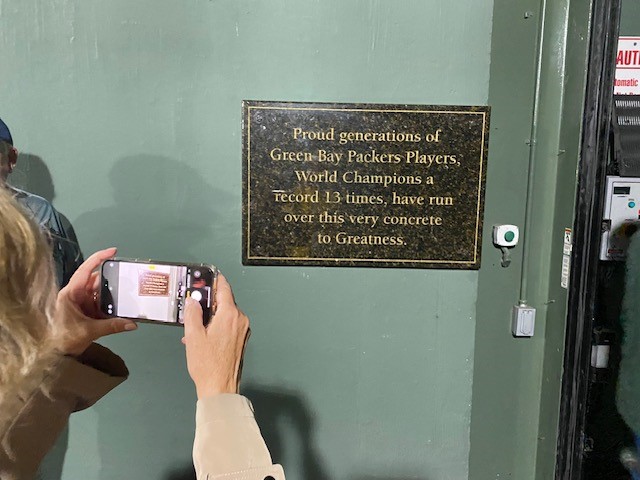 Proud generations of
Green Bay Packers Players,
World Champions a
record 13 times, have run
over this very concrete
to Greatness.
AUT